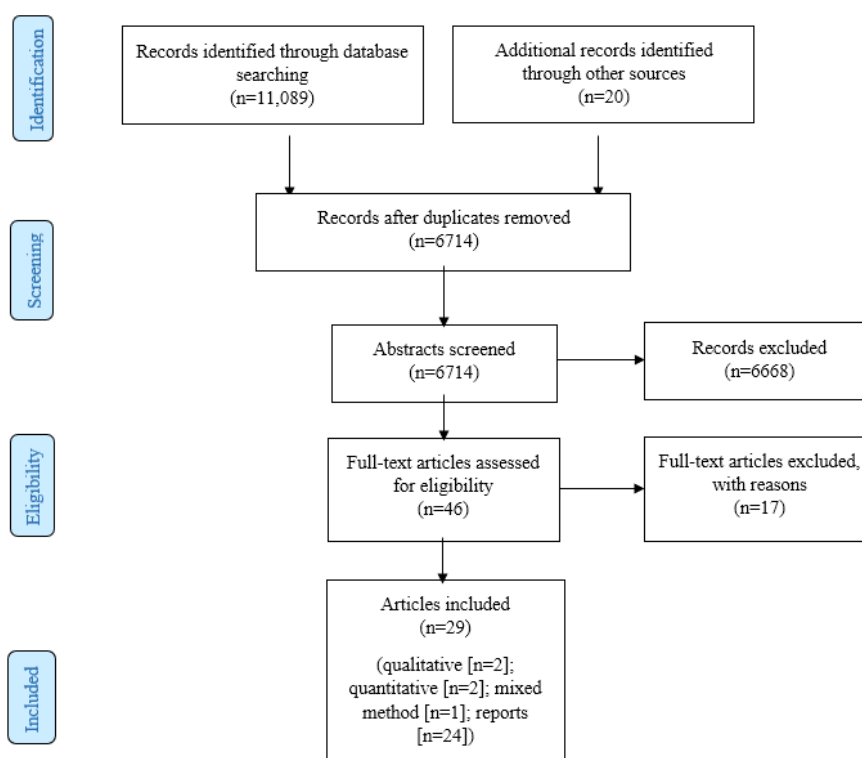 Identification
Records identified through database
searching
(n=11,089)
Additional records identified
through other sources
(n=20)
Screening
Records after duplicates removed
(n=6714)
Abstracts screened
(n=6714)
Records excluded
(n=6668)
Eligibility
Full-text articles assessed
for eligibility
(n=46)
Full-text articles excluded,
with reasons
(n=17)
Included
Articles included
(n=29)
(qualitative [n=2];
quantitative [n=2]; mixed
method [n=1]; reports
[n=24])